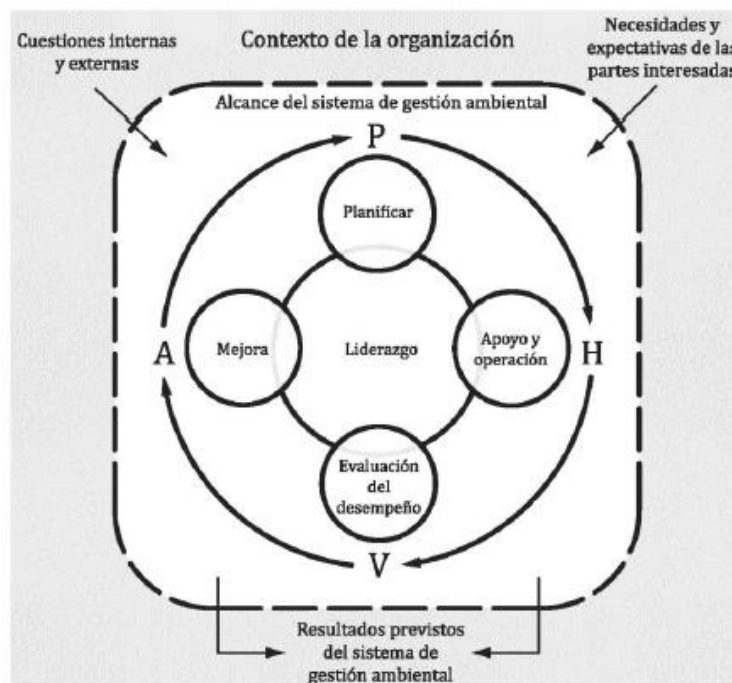 Cuestiones internas
y externas
Contexto de la organización
Necesidades y
expectativas de las
partes interesadas
Alcance del sistema de gestión ambiental
P
Planificar
A
Mejora
Liderazgo
Apoyo y
operación
H
Evaluación
del
desempeño
V
Resultados previstos
del sistema de
gestión ambiental